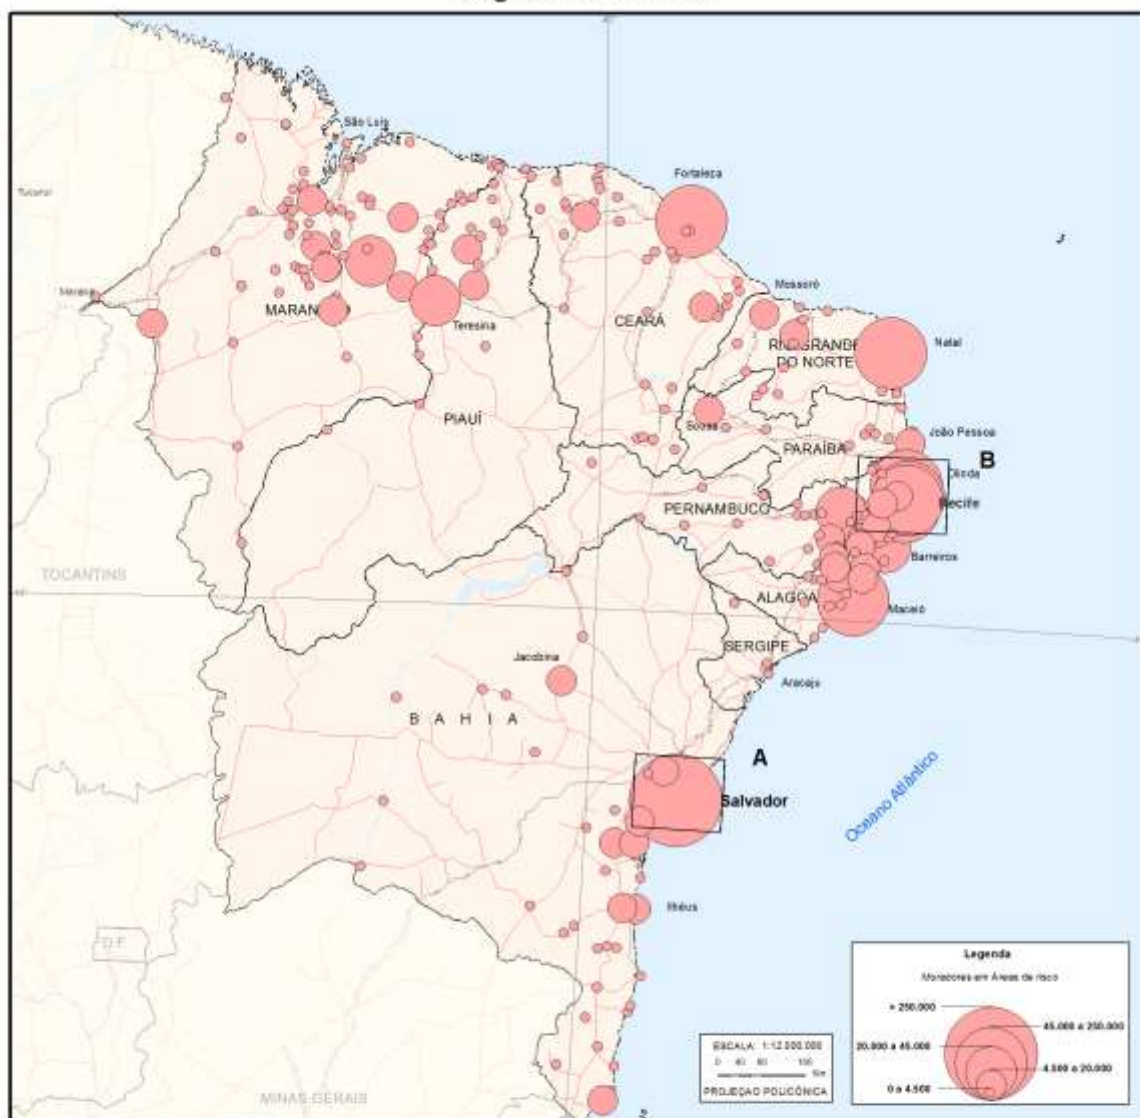 São Luís
Fortaleza
Tucuruí
Mossoró
MARAN
Teresina
CEARÁ
RIO GRANDE
DO NORTE
Natal
PIAUÍ
Sousa
PARAÍBA
João Pessoa
B
Olinda
Recife
PERNAMBUCO
Barreiros
TOCANTINS
ALAGOA
Maceió
SERGIPE
Jacobina
Aracaju
BAHIA
A
Salvador
Oceano Atlântico
Ilhéus
D.F.
Legenda
Moradores em Áreas de risco
> 250.000
45.000 a 250.000
20.000 a 45.000
4.500 a 20.000
0 a 4.500
ESCALA: 1:12.000.000
Km
PROJEÇÃO POLICÔNICA
MINAS GERAIS